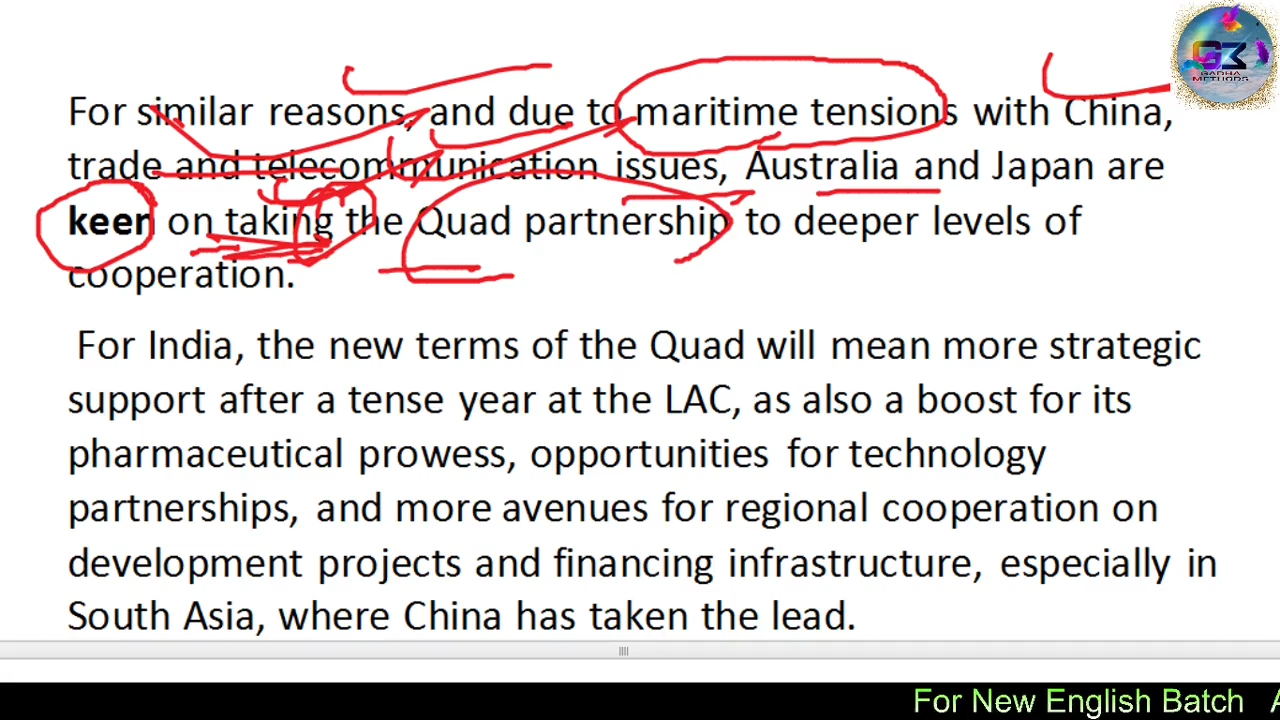 For similar reasons, and due to maritime tensions with China,
trade and telecommunication issues, Australia and Japan are
keen on taking the Quad partnership to deeper levels of
cooperation.
For India, the new terms of the Quad will mean more strategic
support after a tense year at the LAC, as also a boost for its
pharmaceutical prowess, opportunities for technology
partnerships, and more avenues for regional cooperation on
development projects and financing infrastructure, especially in
South Asia, where China has taken the lead.
GADHA
METHODS
For New English Batch A